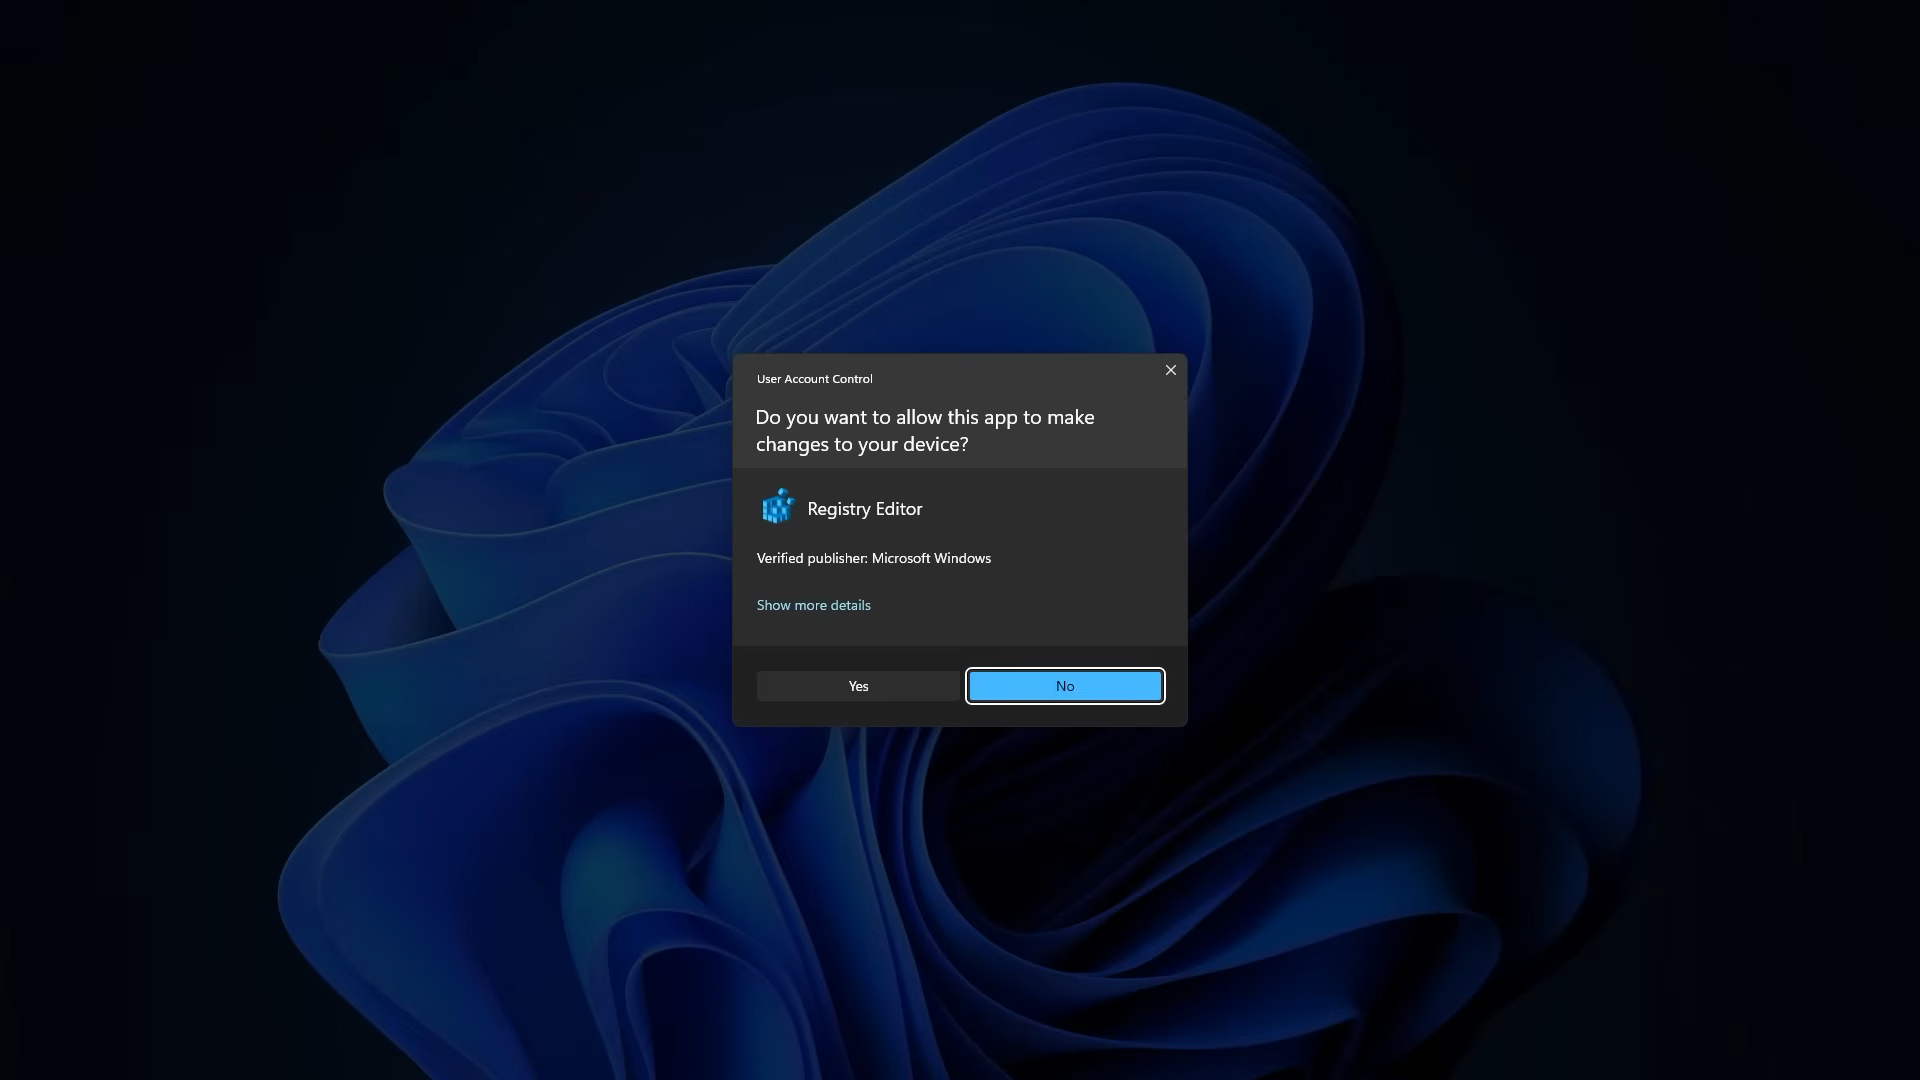 User Account Control
Do you want to allow this app to make
changes to your device?
Registry Editor
Verified publisher: Microsoft Windows
Show more details
Yes
No